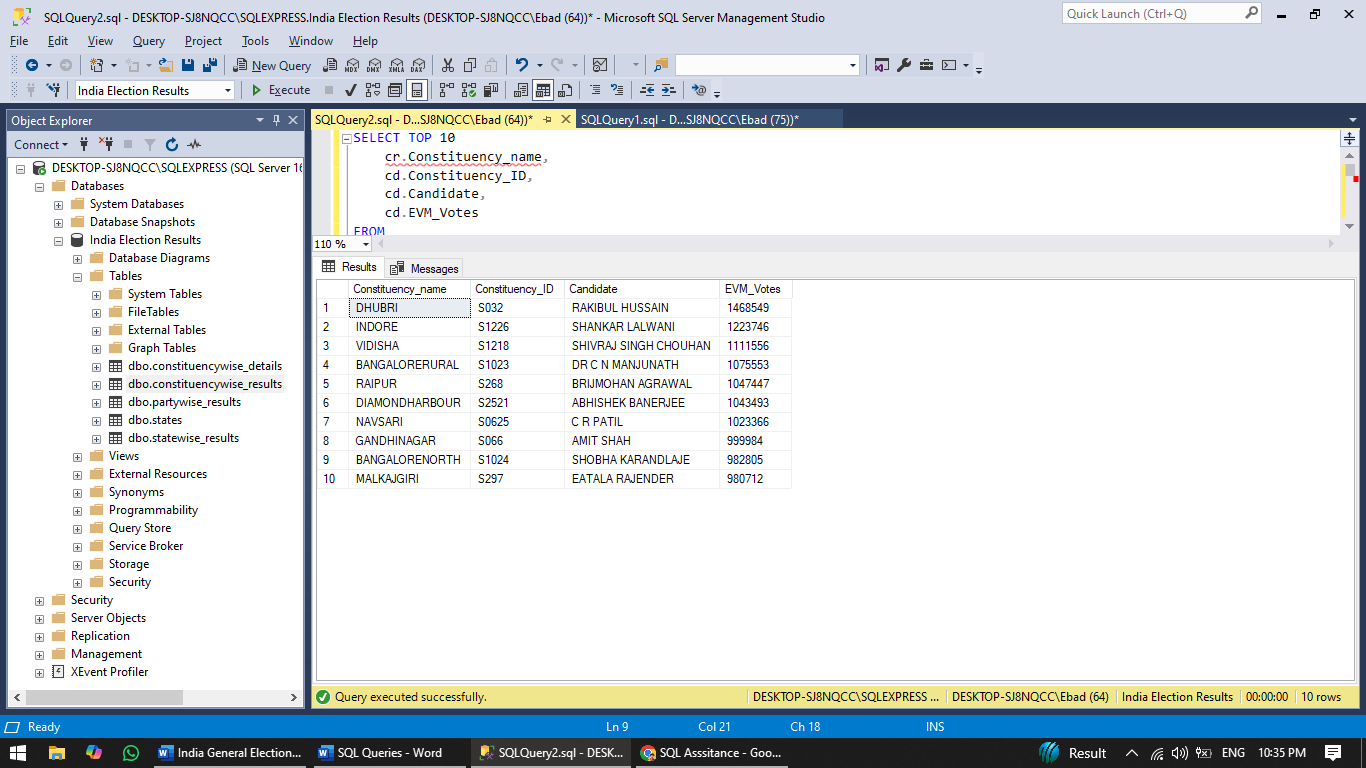 SQLQuery2.sql - DESKTOP-SJ8NQCC\SQLEXPRESS.India Election Results (DESKTOP-SJ8NQCC\Ebad (64))* - Microsoft SQL Server Management Studio
Quick Launch (Ctrl+Q)
File Edit View Query Project Tools Window Help
New Query MDX DMX XMLA DAX
India Election Results Execute
Object Explorer
Connect
DESKTOP-SJ8NQCC\SQLEXPRESS (SQL Server 16
Databases
System Databases
Database Snapshots
India Election Results
Database Diagrams
Tables
System Tables
FileTables
External Tables
Graph Tables
dbo.constituencywise_details
dbo.constituencywise_results
dbo.partywise_results
dbo.states
dbo.statewise_results
Views
External Resources
Synonyms
Programmability
Query Store
Service Broker
Storage
Security
Security
Server Objects
Replication
Management
XEvent Profiler
SQLQuery2.sql - D...SJ8NQCC\Ebad (64))* SQLQuery1.sql - D...SJ8NQCC\Ebad (75))*
SELECT TOP 10
cr.Constituency_name,
cd.Constituency_ID,
cd.Candidate,
cd.EVM_Votes
FROM
110 %
Results Messages
Constituency_name Constituency_ID Candidate EVM_Votes
1 DHUBRI S032 RAKIBUL HUSSAIN 1468549
2 INDORE S1226 SHANKAR LALWANI 1223746
3 VIDISHA S1218 SHIVRAJ SINGH CHOUHAN 1111556
4 BANGALORERURAL S1023 DR C N MANJUNATH 1075553
5 RAIPUR S268 BRIJMOHAN AGRAWAL 1047447
6 DIAMONDHARBOUR S2521 ABHISHEK BANERJEE 1043493
7 NAVSARI S0625 C R PATIL 1023366
8 GANDHINAGAR S066 AMIT SHAH 999984
9 BANGALORENORTH S1024 SHOBHA KARANDLAJE 982805
10 MALKAJGIRI S297 EATALA RAJENDER 980712
Query executed successfully. DESKTOP-SJ8NQCC\SQLEXPRESS ... DESKTOP-SJ8NQCC\Ebad (64) India Election Results 00:00:00 10 rows
Ready Ln 9 Col 21 Ch 18 INS
India General Election... SQL Queries - Word SQLQuery2.sql - DESK... SQL Asssitance - Goo... Result ENG 10:35 PM